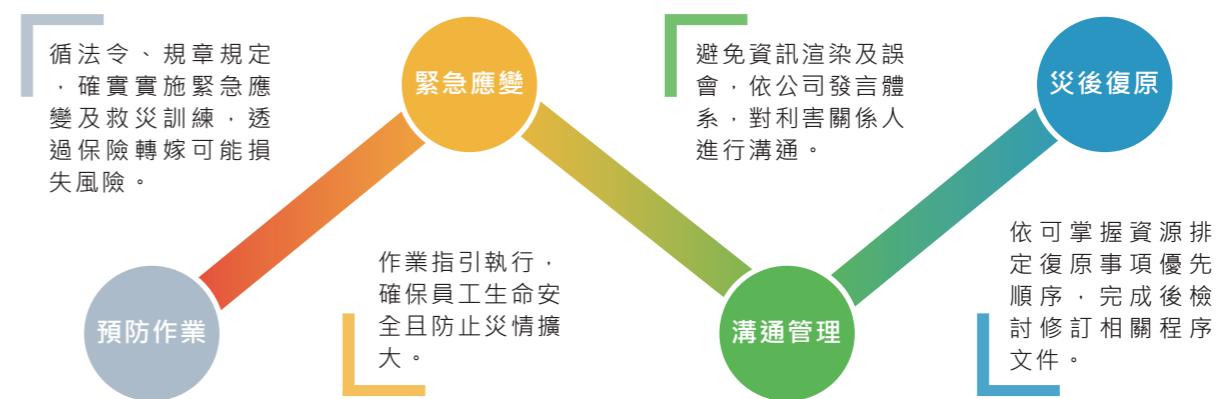 預防作業
循法令、規章規定
，確實實施緊急應
變及救災訓練，透
過保險轉嫁可能損
失風險。
緊急應變
作業指引執行，
確保員工生命安
全且防止災情擴
大。
溝通管理
避免資訊渲染及誤
會，依公司發言體
系，對利害關係人
進行溝通。
災後復原
依可掌握資源排
定復原事項優先
順序，完成後檢
討修訂相關程序
文件。